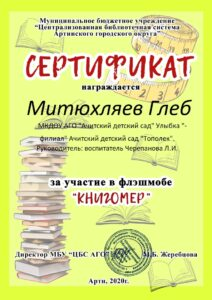 Муниципальное бюджетное учреждение
"Централизованная библиотечная система
Артинского городского округа"
СЕРТИФИКАТ
награждается
Митюхляев Глеб
МКДОУ АГО "Ачитский детский сад" Улыбка "-
филиал" Ачитский детский сад "Тополек".
Руководитель: воспитатель Черепанова Л.И.
за участие в флэшмобе
"КНИГОМЕР"
Директор МБУ "ЦБС АГО"
М.Б. Жеребцова
Арти, 2020г.